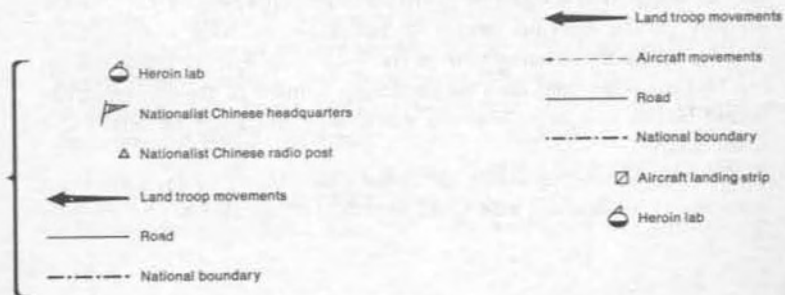 Heroin lab
Nationalist Chinese headquarters
Nationalist Chinese radio post
Land troop movements
Road
National boundary
Land troop movements
Aircraft movements
Road
National boundary
Aircraft landing strip
Heroin lab